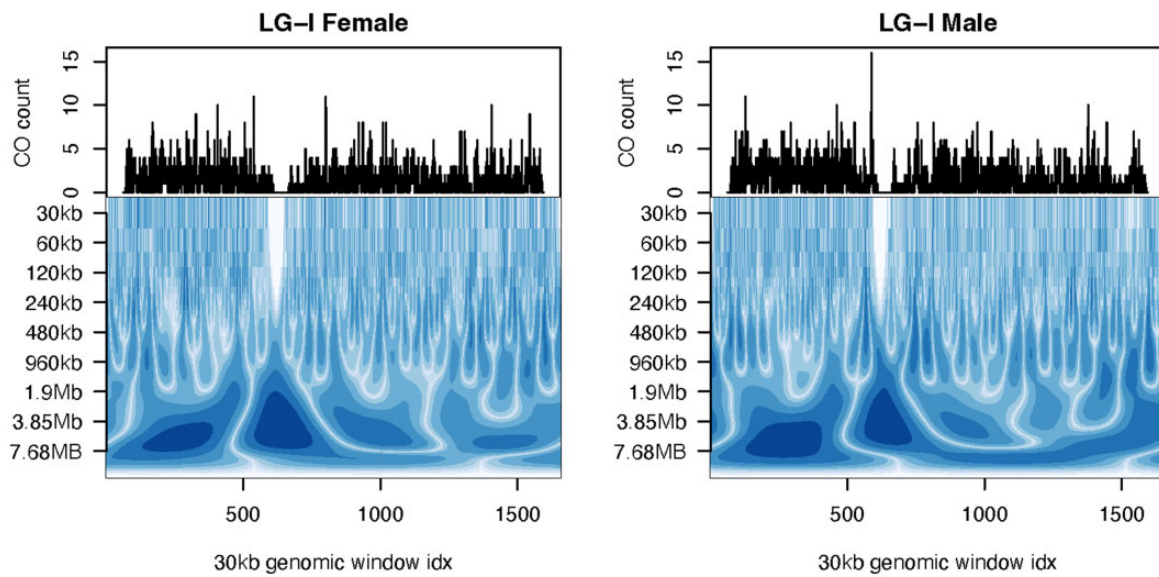 LG–I Female
CO count
15
10
5
0
30kb
60kb
120kb
240kb
480kb
960kb
1.9Mb
3.85Mb
7.68MB
500
1000
1500
30kb genomic window idx
LG–I Male
CO count
15
10
5
0
30kb
60kb
120kb
240kb
480kb
960kb
1.9Mb
3.85Mb
7.68MB
500
1000
1500
30kb genomic window idx